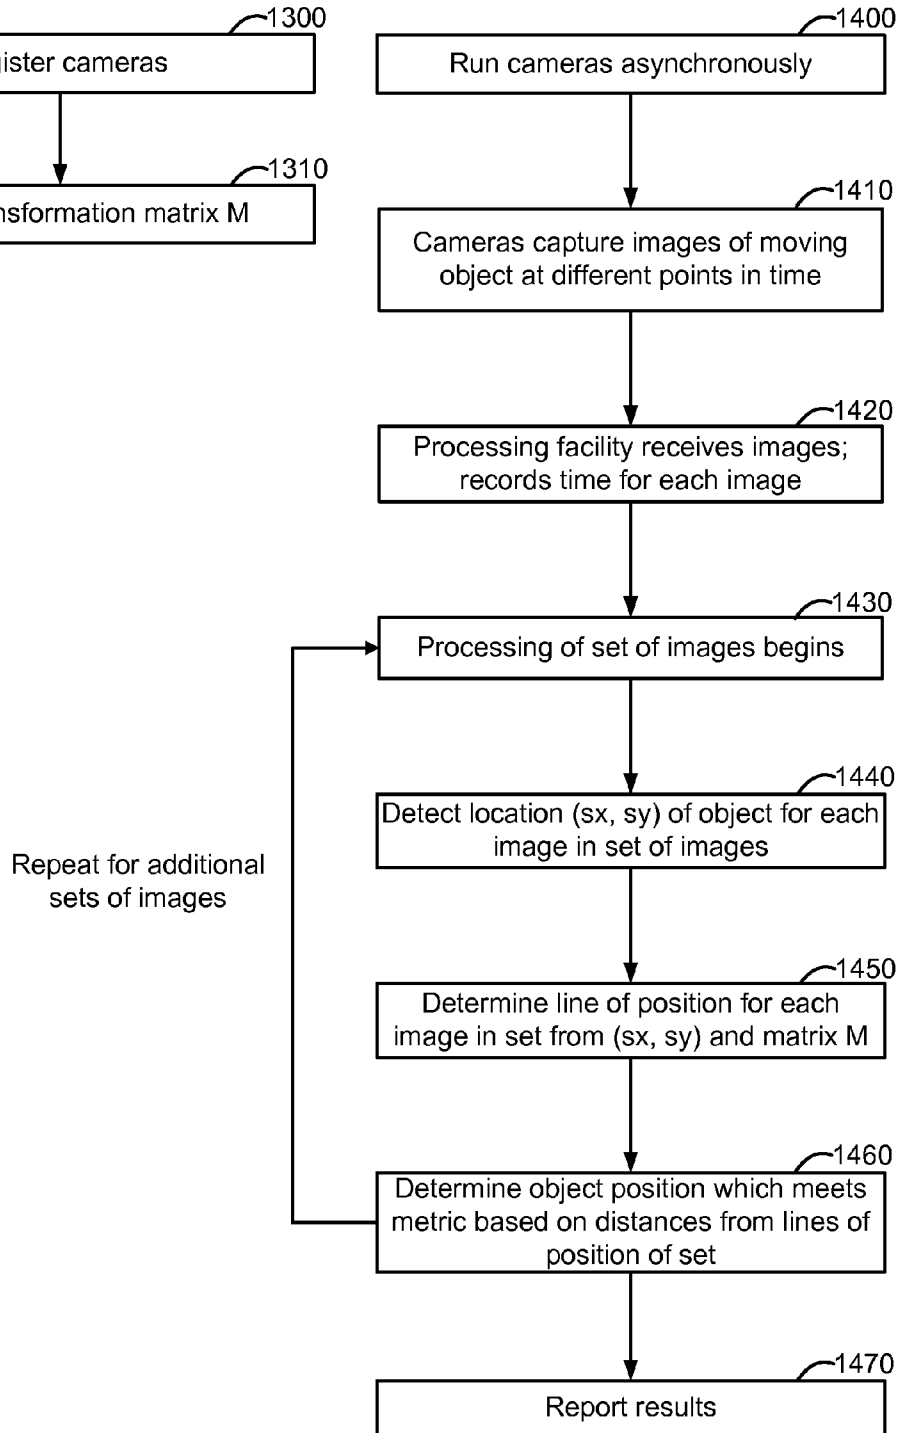 1300
cameras
1310
matrix M
1400
Run cameras asynchronously
1410
Cameras capture images of moving
object at different points in time
1420
Processing facility receives images;
records time for each image
1430
Processing of set of images begins
1440
Detect location (sx, sy) of object for each
image in set of images
Repeat for additional
sets of images
1450
Determine line of position for each
image in set from (sx, sy) and matrix M
1460
Determine object position which meets
metric based on distances from lines of
position of set
1470
Report results